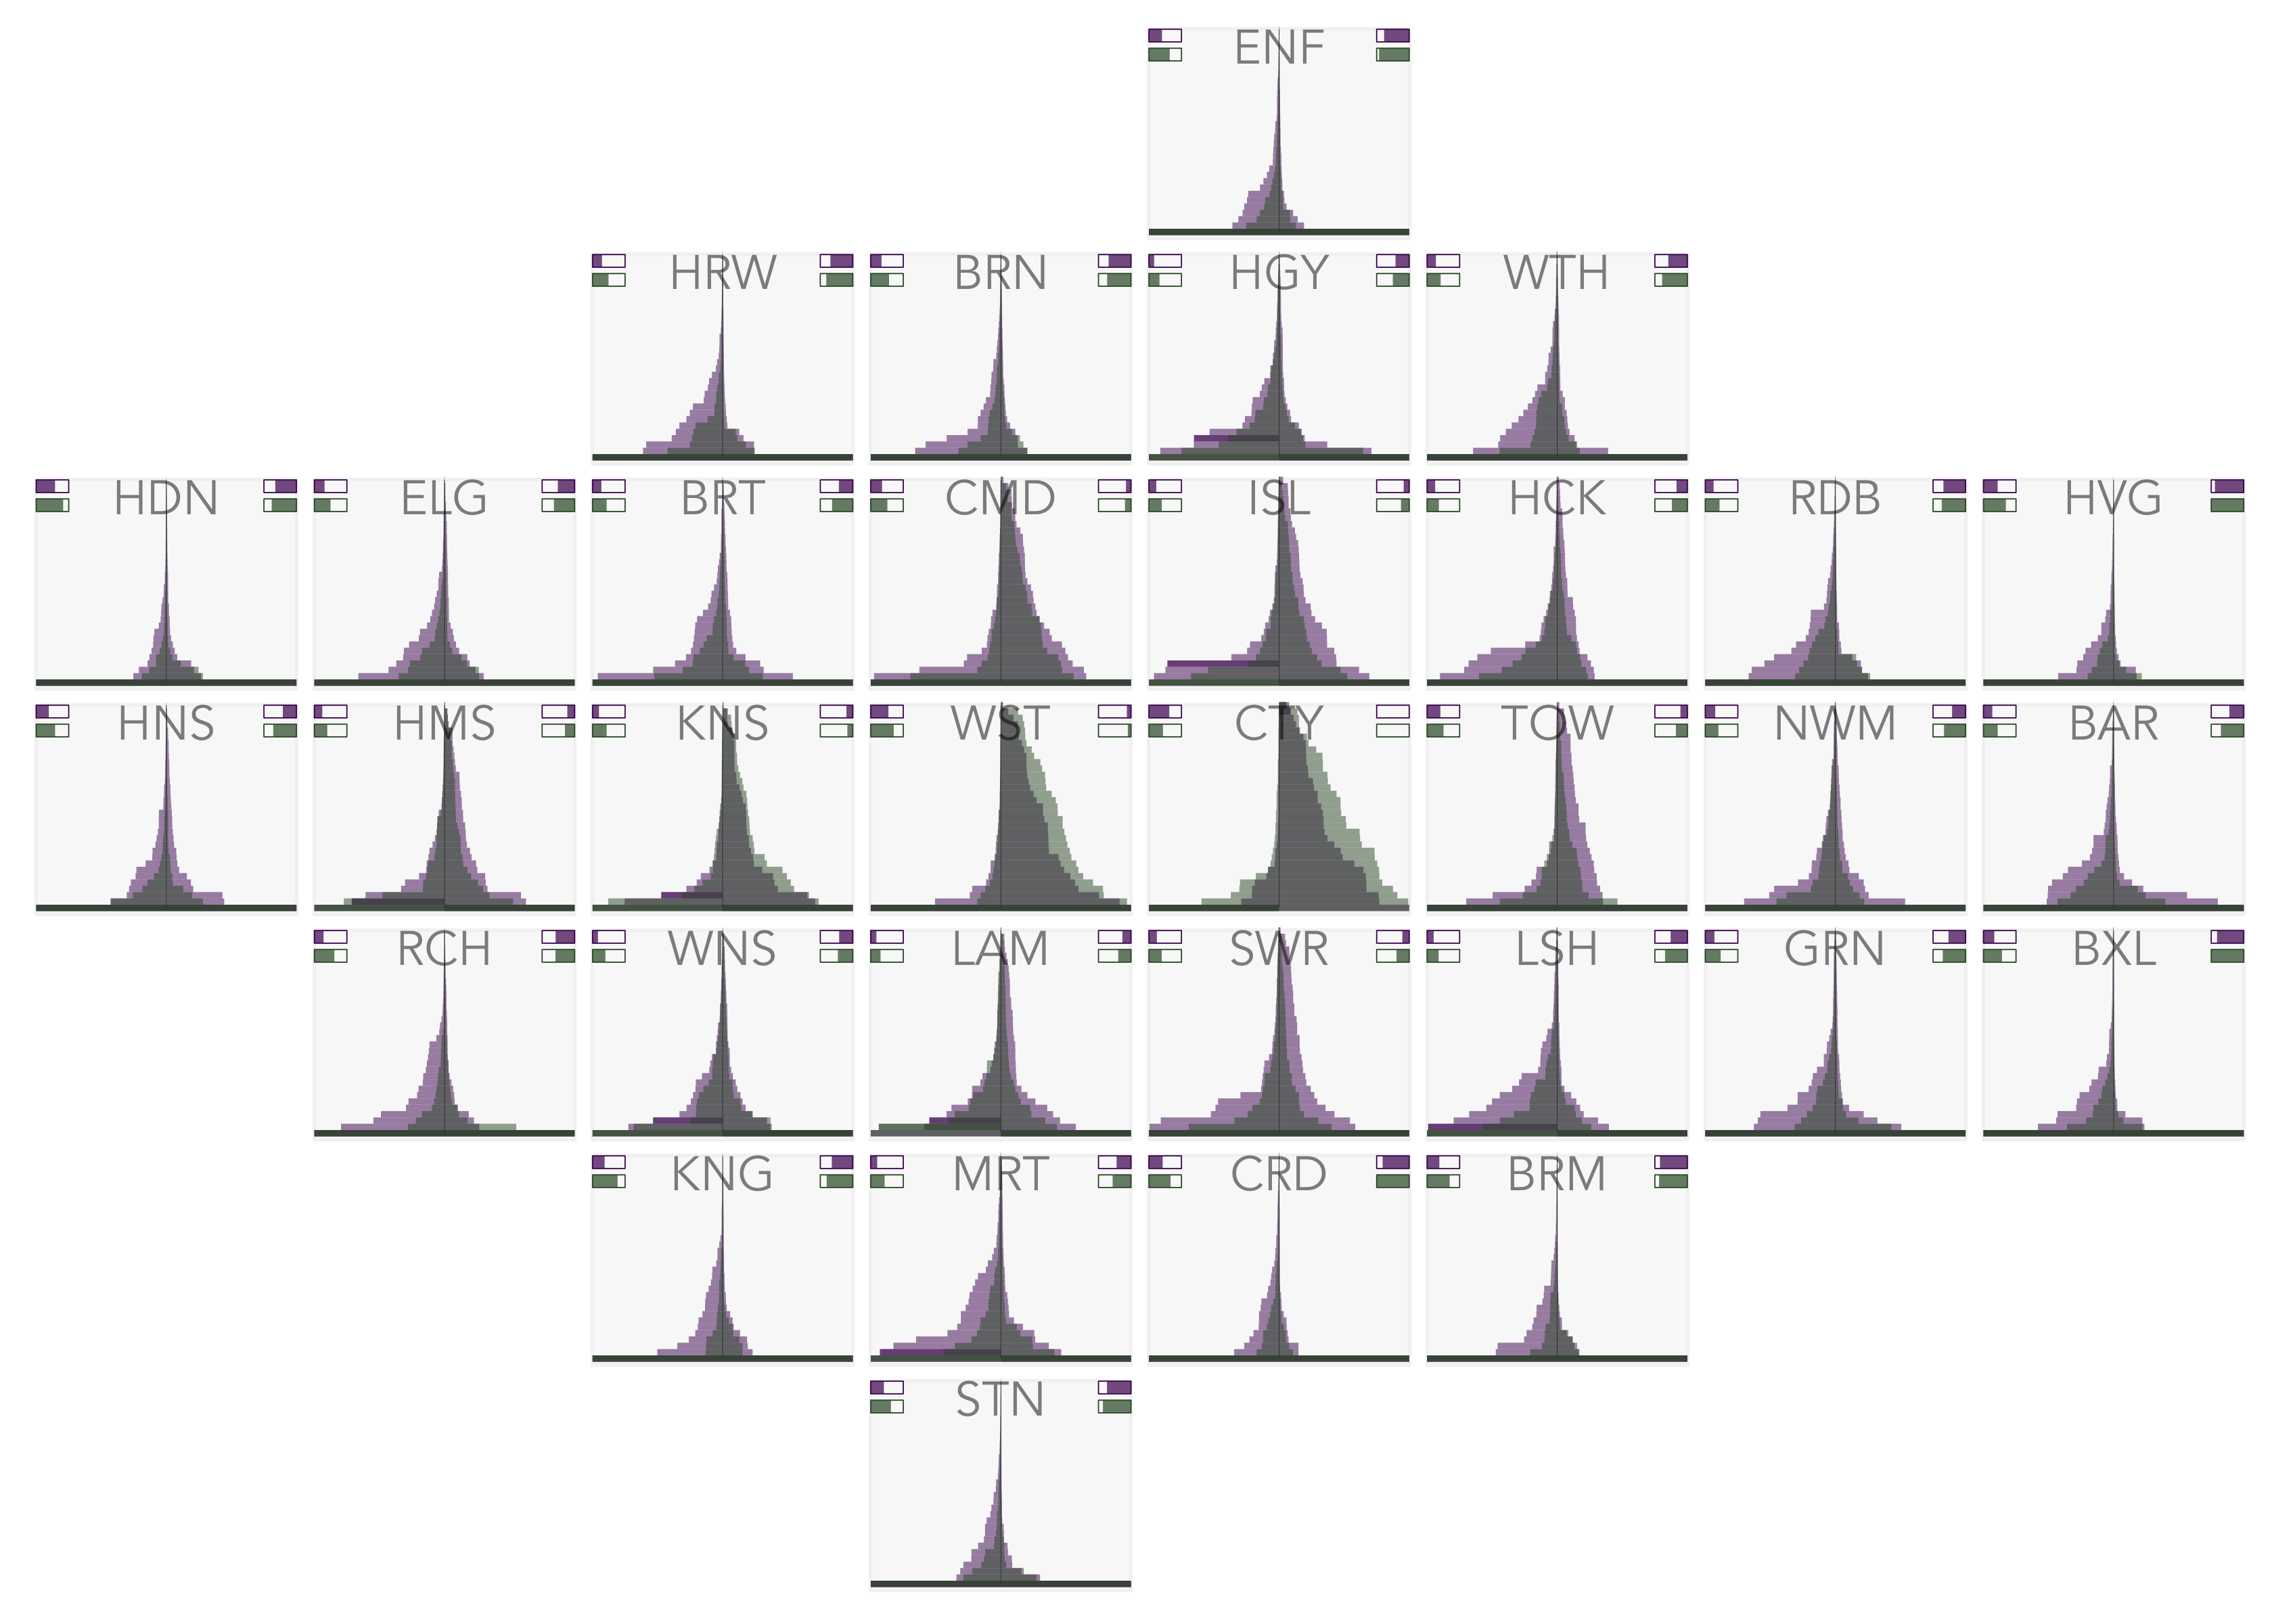 ENF
HRW BRN HGY WTH
HDN ELG BRT CMD ISL HCK RDB HVG
HNS HMS KNS WST CTY TOW NWM BAR
RCH WNS LAM SWR LSH GRN BXL
KNG MRT CRD BRM
STN